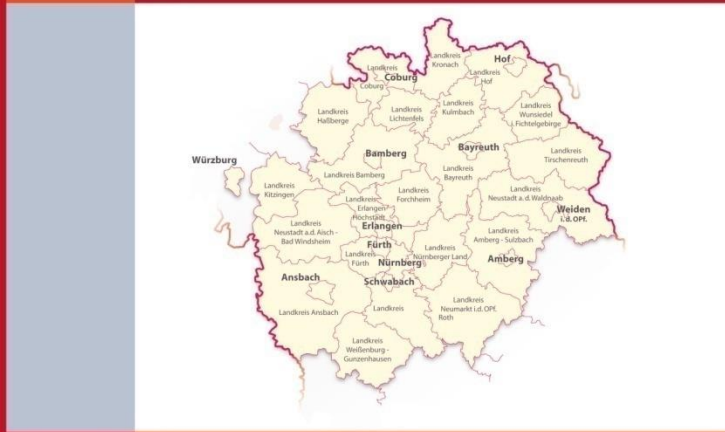 Landkreis
Kronach
Hof
Landkreis
Coburg
Coburg
Landkreis
Hof
Landkreis
Haßberge
Landkreis
Lichtenfels
Landkreis
Kulmbach
Landkreis
Wunsiedel
i. Fichtelgebirge
Bamberg
Bayreuth
Landkreis
Tirschenreuth
Würzburg
Landkreis Bamberg
Landkreis
Bayreuth
Landkreis
Kitzingen
Landkreis
Erlangen
Höchstadt
Landkreis
Forchheim
Landkreis
Neustadt a. d. Waldnaab
Weiden
i. d. OPf.
Landkreis
Neustadt a.d. Aisch -
Bad Windsheim
Erlangen
Landkreis
Amberg - Sulzbach
Fürth
Landkreis
Fürth
Nürnberg
Landkreis
Nürnberger Land
Amberg
Ansbach
Schwabach
Landkreis Ansbach
Landkreis
Landkreis
Neumarkt i.d. OPf.
Roth
Landkreis
Weißenburg -
Gunzenhausen